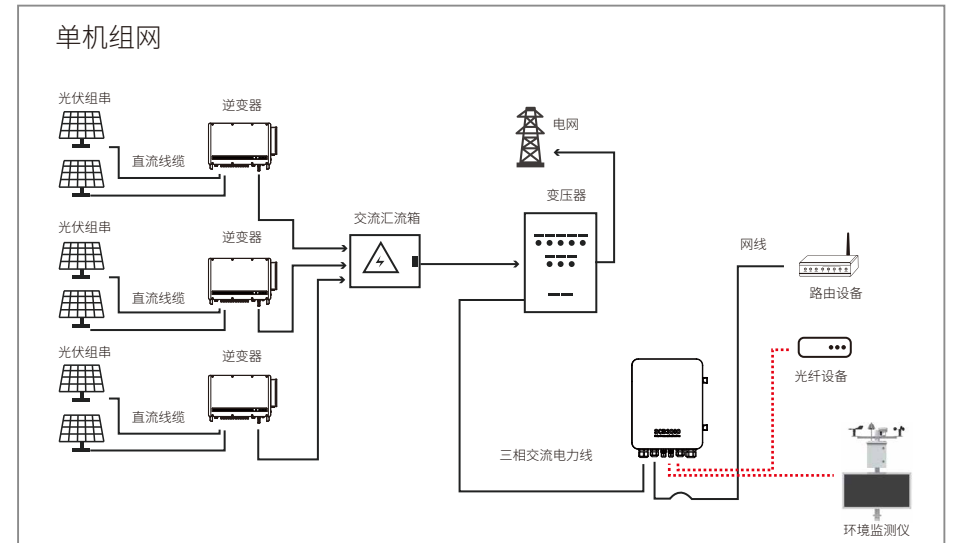 单机组网
光伏组串
逆变器
直流线缆
光伏组串
逆变器
直流线缆
光伏组串
逆变器
直流线缆
交流汇流箱
电网
变压器
网线
路由设备
光纤设备
三相交流电力线
环境监测仪